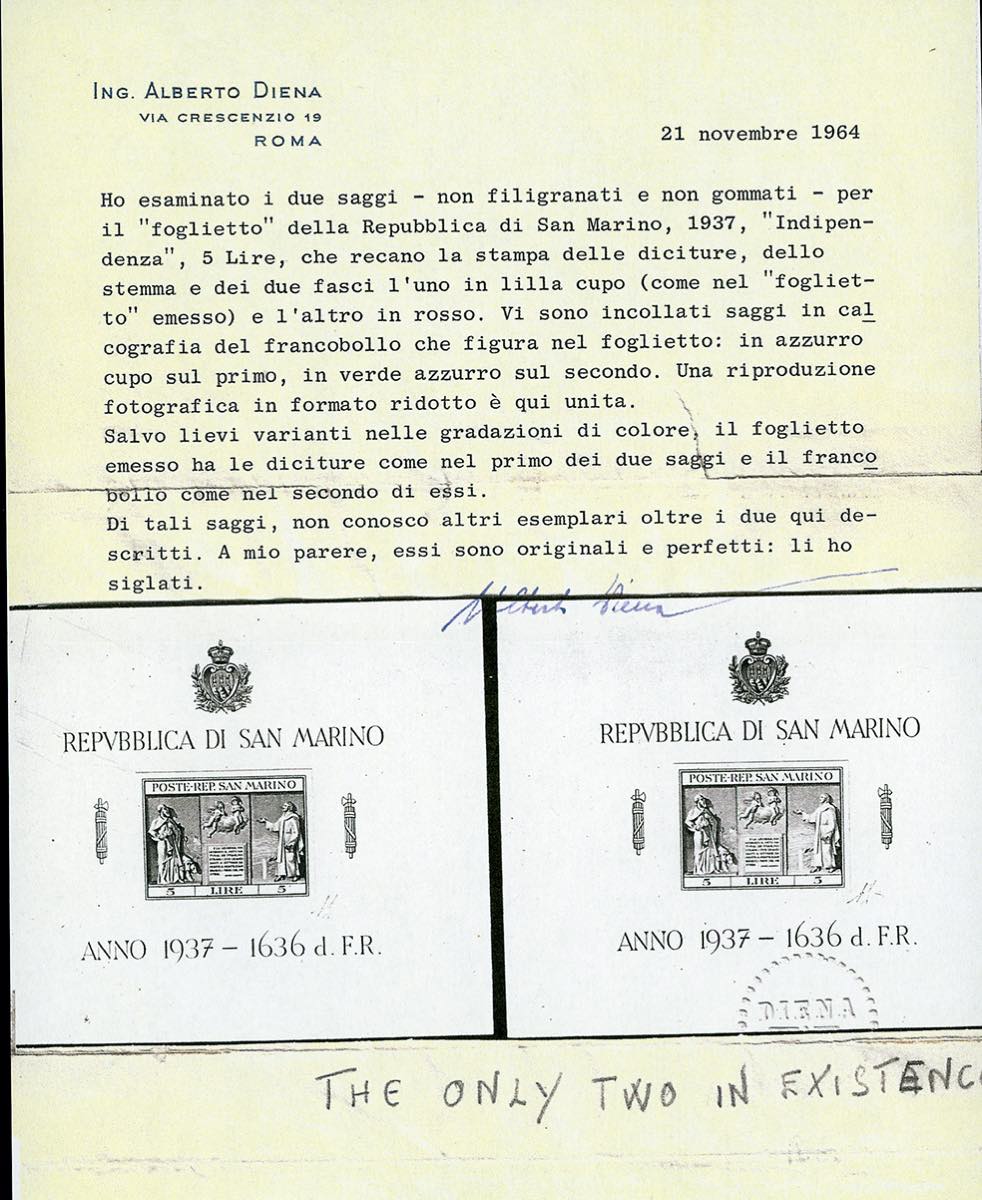 ING. ALBERTO DIENA
VIA CRESCENZIO 19
ROMA
21 novembre 1964
Ho esaminato i due saggi - non filigranati e non gommati - per
il "foglietto" della Repubblica di San Marino, 1937, "Indipen-
denza", 5 Lire, che recano la stampa delle diciture, dello
stemma e dei due fasci l'uno in lilla cupo (come nel "fogliet-
to" emesso) e l'altro in rosso. Vi sono incollati saggi in cal
cografia del francobollo che figura nel foglietto: in azzurro
cupo sul primo, in verde azzurro sul secondo. Una riproduzione
fotografica in formato ridotto è qui unita.
Salvo lievi varianti nelle gradazioni di colore, il foglietto
emesso ha le diciture come nel primo dei due saggi e il franco
bollo come nel secondo di essi.
Di tali saggi, non conosco altri esemplari oltre i due qui de-
scritti. A mio parere, essi sono originali e perfetti: li ho
siglati.
Alberto Diena
REPVBBLICA DI SAN MARINO
POSTE-REP. SAN MARINO
5 LIRE 5
ANNO 1937 - 1636 d. F.R.
REPVBBLICA DI SAN MARINO
POSTE-REP. SAN MARINO
5 LIRE 5
ANNO 1937 - 1636 d. F.R.
DIENA
THE ONLY TWO IN EXISTENC